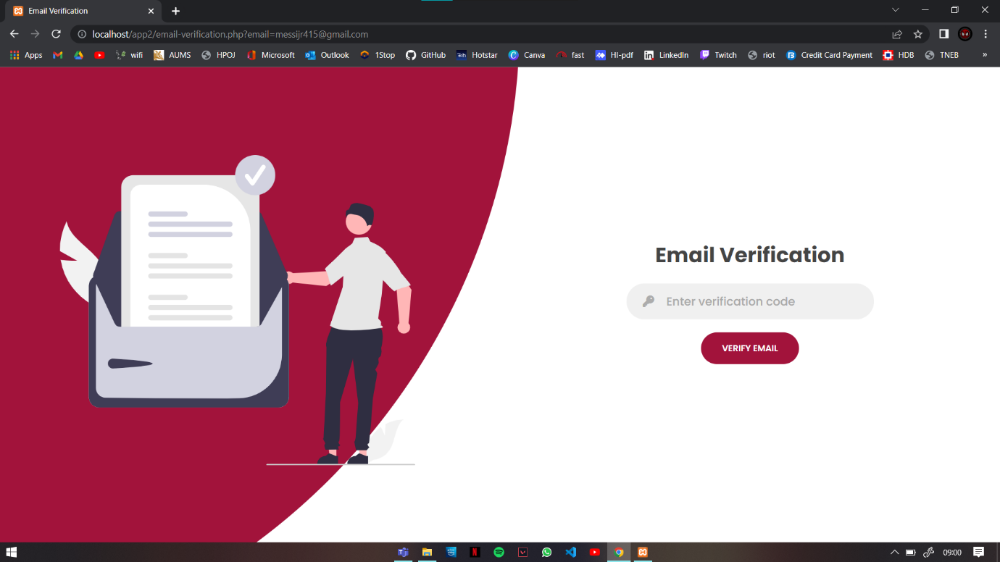 Email Verification
localhost/app2/email-verification.php?email=messijr415@gmail.com
Apps wifi AUMS HPOJ Microsoft Outlook 1Stop GitHub Hotstar Canva fast HI-pdf LinkedIn Twitch riot Credit Card Payment HDB TNEB »
Email Verification
Enter verification code
VERIFY EMAIL
09:00